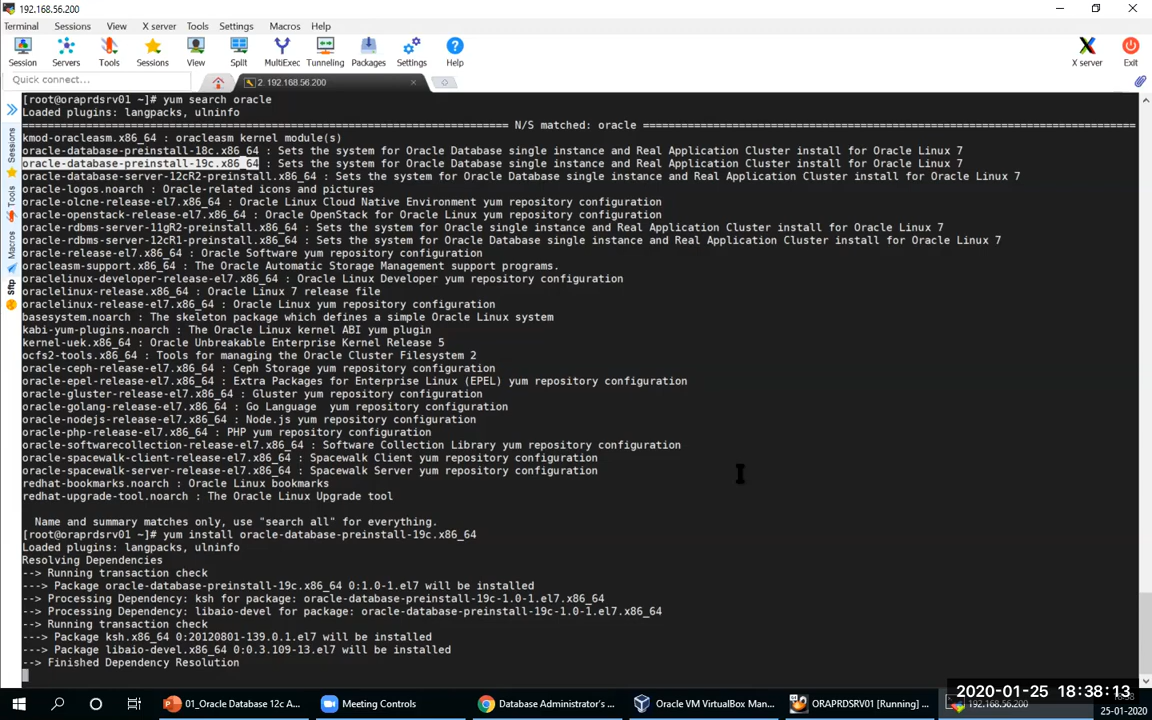 192.168.56.200
Terminal Sessions View X server Tools Settings Macros Help
Session Servers Tools Sessions View Split MultiExec Tunneling Packages Settings Help X server Exit
Quick connect...
2. 192.168.56.200
Sessions
Tools
Macros
sftp
[root@oraprdsrv01 ~]# yum search oracle
Loaded plugins: langpacks, ulninfo
============================================================================= N/S matched: oracle =============================================================================
kmod-oracleasm.x86_64 : oracleasm kernel module(s)
oracle-database-preinstall-18c.x86_64 : Sets the system for Oracle Database single instance and Real Application Cluster install for Oracle Linux 7
oracle-database-preinstall-19c.x86_64 : Sets the system for Oracle Database single instance and Real Application Cluster install for Oracle Linux 7
oracle-database-server-12cR2-preinstall.x86_64 : Sets the system for Oracle Database single instance and Real Application Cluster install for Oracle Linux 7
oracle-logos.noarch : Oracle-related icons and pictures
oracle-olcne-release-el7.x86_64 : Oracle Linux Cloud Native Environment yum repository configuration
oracle-openstack-release-el7.x86_64 : Oracle OpenStack for Oracle Linux yum repository configuration
oracle-rdbms-server-11gR2-preinstall.x86_64 : Sets the system for Oracle single instance and Real Application Cluster install for Oracle Linux 7
oracle-rdbms-server-12cR1-preinstall.x86_64 : Sets the system for Oracle Database single instance and Real Application Cluster install for Oracle Linux 7
oracle-release-el7.x86_64 : Oracle Software yum repository configuration
oracleasm-support.x86_64 : The Oracle Automatic Storage Management support programs.
oraclelinux-developer-release-el7.x86_64 : Oracle Linux Developer yum repository configuration
oraclelinux-release.x86_64 : Oracle Linux 7 release file
oraclelinux-release-el7.x86_64 : Oracle Linux yum repository configuration
basesystem.noarch : The skeleton package which defines a simple Oracle Linux system
kabi-yum-plugins.noarch : The Oracle Linux kernel ABI yum plugin
kernel-uek.x86_64 : Oracle Unbreakable Enterprise Kernel Release 5
ocfs2-tools.x86_64 : Tools for managing the Oracle Cluster Filesystem 2
oracle-ceph-release-el7.x86_64 : Ceph Storage yum repository configuration
oracle-epel-release-el7.x86_64 : Extra Packages for Enterprise Linux (EPEL) yum repository configuration
oracle-gluster-release-el7.x86_64 : Gluster yum repository configuration
oracle-golang-release-el7.x86_64 : Go Language  yum repository configuration
oracle-nodejs-release-el7.x86_64 : Node.js yum repository configuration
oracle-php-release-el7.x86_64 : PHP yum repository configuration
oracle-softwarecollection-release-el7.x86_64 : Software Collection Library yum repository configuration
oracle-spacewalk-client-release-el7.x86_64 : Spacewalk Client yum repository configuration
oracle-spacewalk-server-release-el7.x86_64 : Spacewalk Server yum repository configuration
redhat-bookmarks.noarch : Oracle Linux bookmarks
redhat-upgrade-tool.noarch : The Oracle Linux Upgrade tool
Name and summary matches only, use "search all" for everything.
[root@oraprdsrv01 ~]# yum install oracle-database-preinstall-19c.x86_64
Loaded plugins: langpacks, ulninfo
Resolving Dependencies
--> Running transaction check
---> Package oracle-database-preinstall-19c.x86_64 0:1.0-1.el7 will be installed
--> Processing Dependency: ksh for package: oracle-database-preinstall-19c-1.0-1.el7.x86_64
--> Processing Dependency: libaio-devel for package: oracle-database-preinstall-19c-1.0-1.el7.x86_64
--> Running transaction check
---> Package ksh.x86_64 0:20120801-139.0.1.el7 will be installed
---> Package libaio-devel.x86_64 0:0.3.109-13.el7 will be installed
--> Finished Dependency Resolution
2020-01-25 18:38:13
01_Oracle Database 12c A... Meeting Controls Database Administrator's ... Oracle VM VirtualBox Man... ORAPRDSRV01 [Running] ... 192.168.56.200
25-01-2020